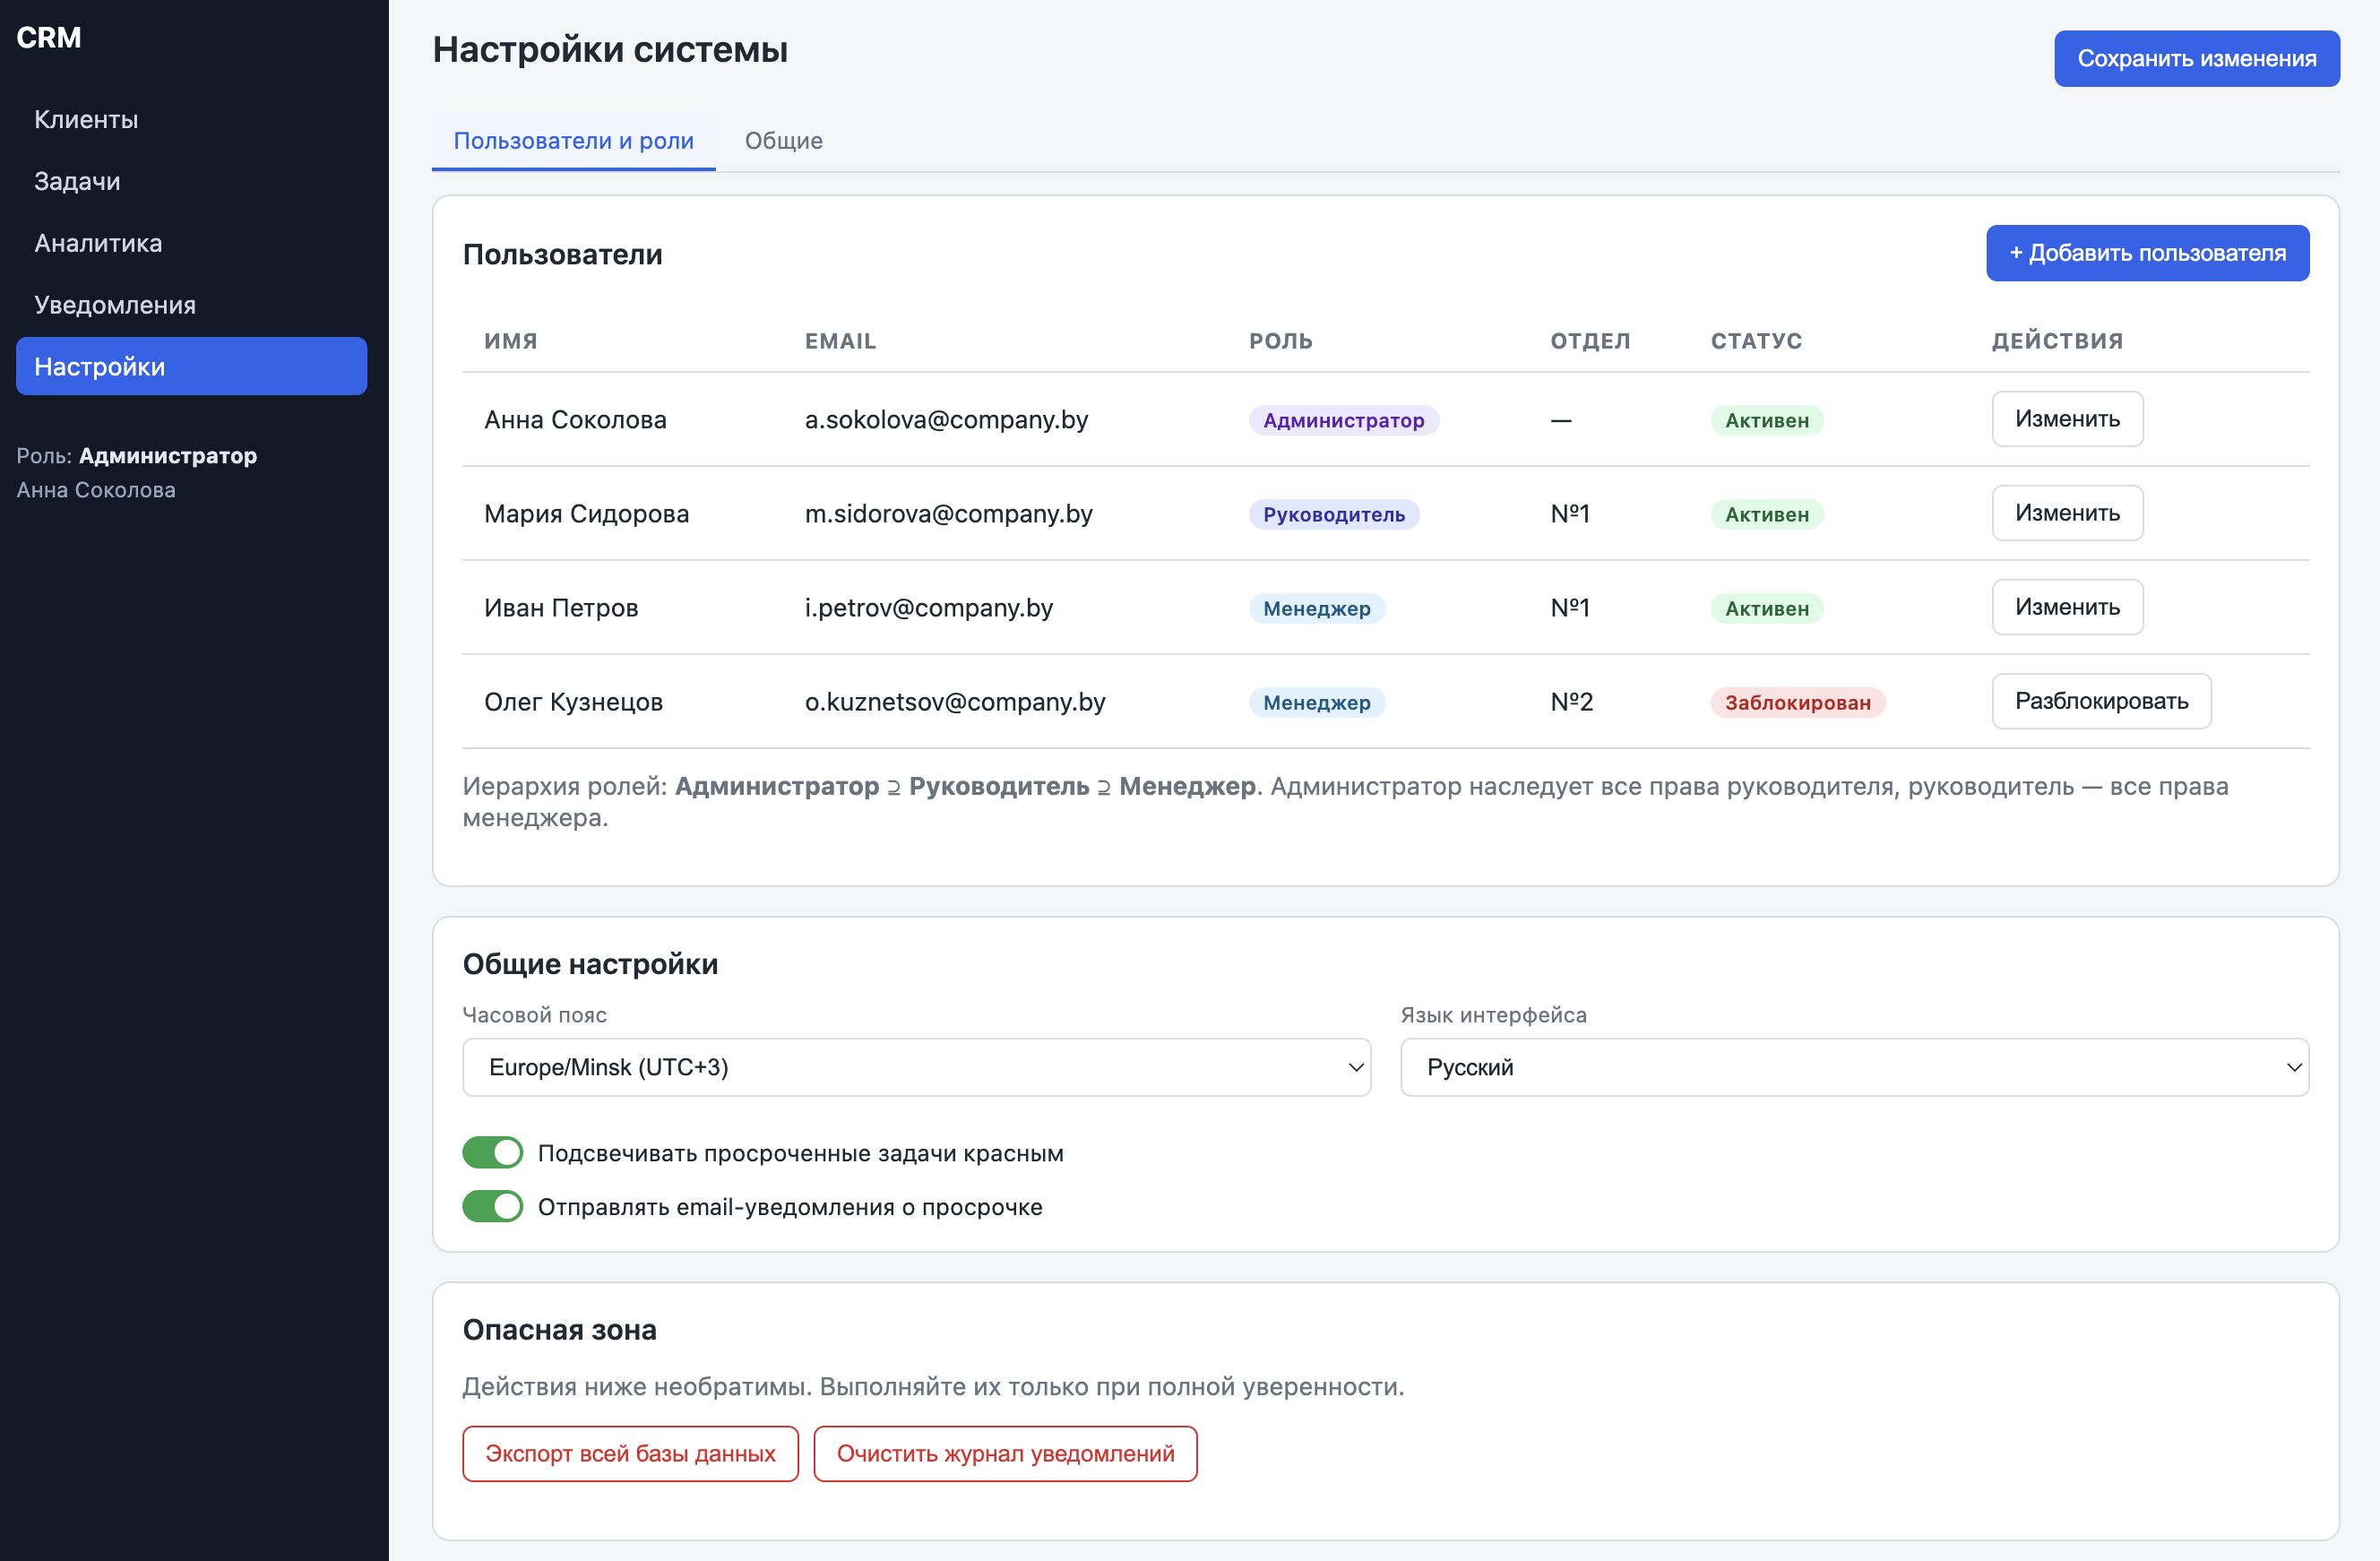 CRM
Клиенты
Задачи
Аналитика
Уведомления
Настройки
Роль: Администратор
Анна Соколова
Настройки системы
Сохранить изменения
Пользователи и роли Общие
Пользователи
+ Добавить пользователя
ИМЯ EMAIL РОЛЬ ОТДЕЛ СТАТУС ДЕЙСТВИЯ
Анна Соколова a.sokolova@company.by Администратор — Активен Изменить
Мария Сидорова m.sidorova@company.by Руководитель №1 Активен Изменить
Иван Петров i.petrov@company.by Менеджер №1 Активен Изменить
Олег Кузнецов o.kuznetsov@company.by Менеджер №2 Заблокирован Разблокировать
Иерархия ролей: Администратор ⊇ Руководитель ⊇ Менеджер. Администратор наследует все права руководителя, руководитель — все права
менеджера.
Общие настройки
Часовой пояс Язык интерфейса
Europe/Minsk (UTC+3) Русский
Подсвечивать просроченные задачи красным
Отправлять email-уведомления о просрочке
Опасная зона
Действия ниже необратимы. Выполняйте их только при полной уверенности.
Экспорт всей базы данных Очистить журнал уведомлений